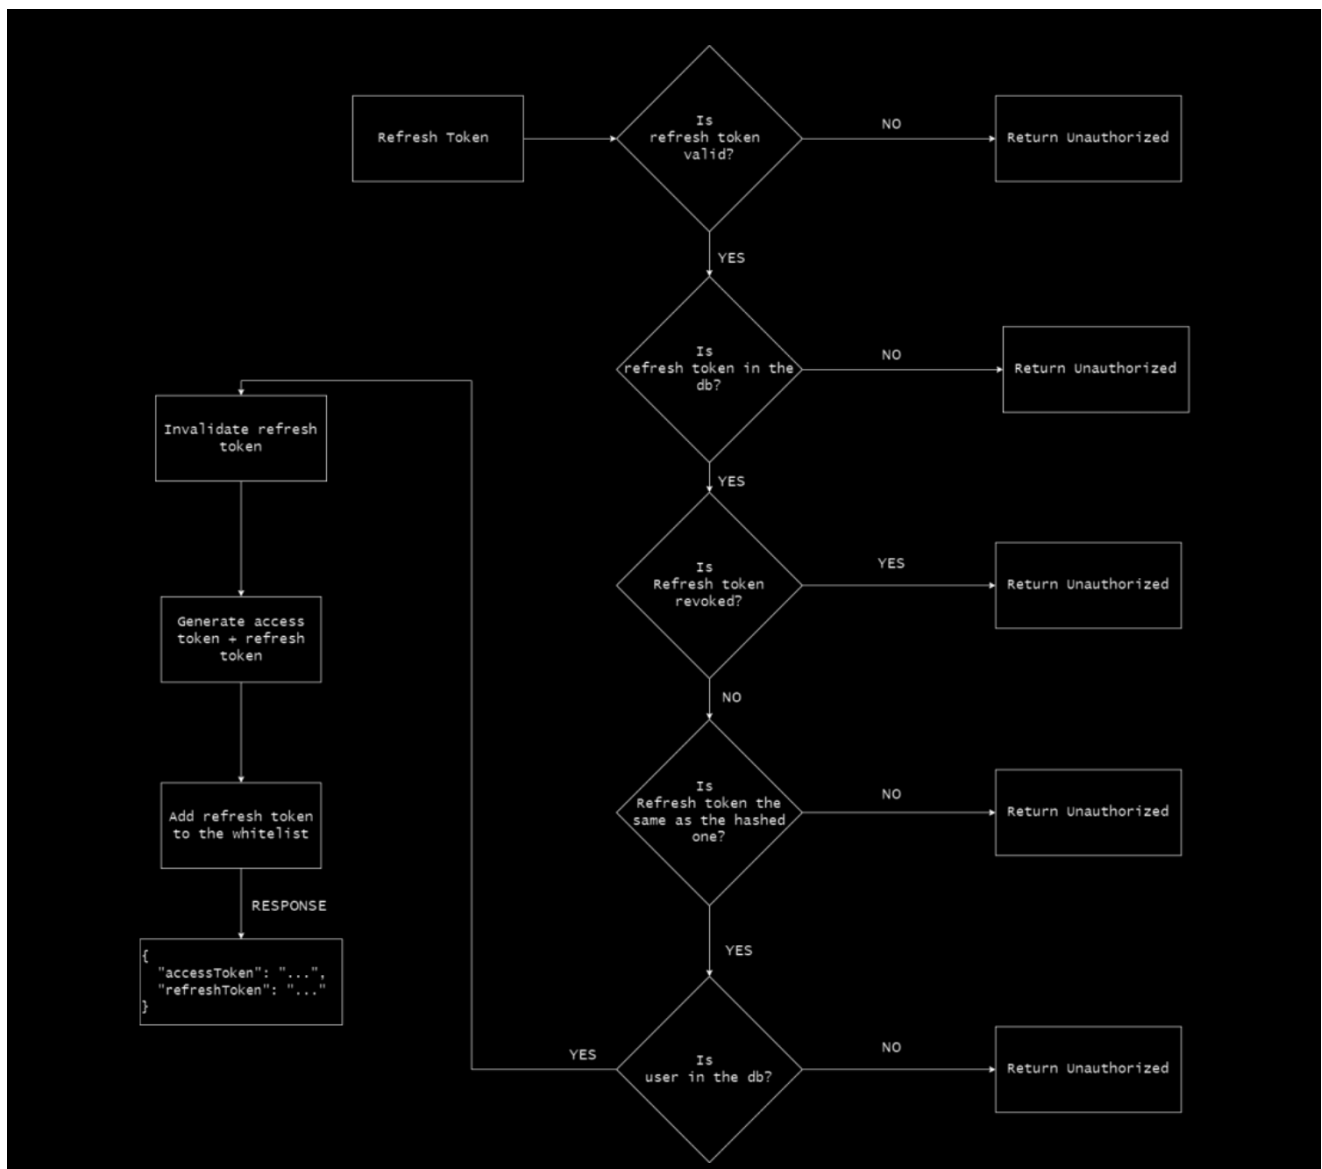 Refresh Token
Is
refresh token
valid?
NO
Return Unauthorized
YES
Is
refresh token in the
db?
NO
Return Unauthorized
YES
Is
Refresh token
revoked?
YES
Return Unauthorized
NO
Is
Refresh token the
same as the hashed
one?
NO
Return Unauthorized
YES
Is
user in the db?
NO
Return Unauthorized
YES
Invalidate refresh
token
Generate access
token + refresh
token
Add refresh token
to the whitelist
RESPONSE
{
"accessToken": "...",
"refreshToken": "..."
}